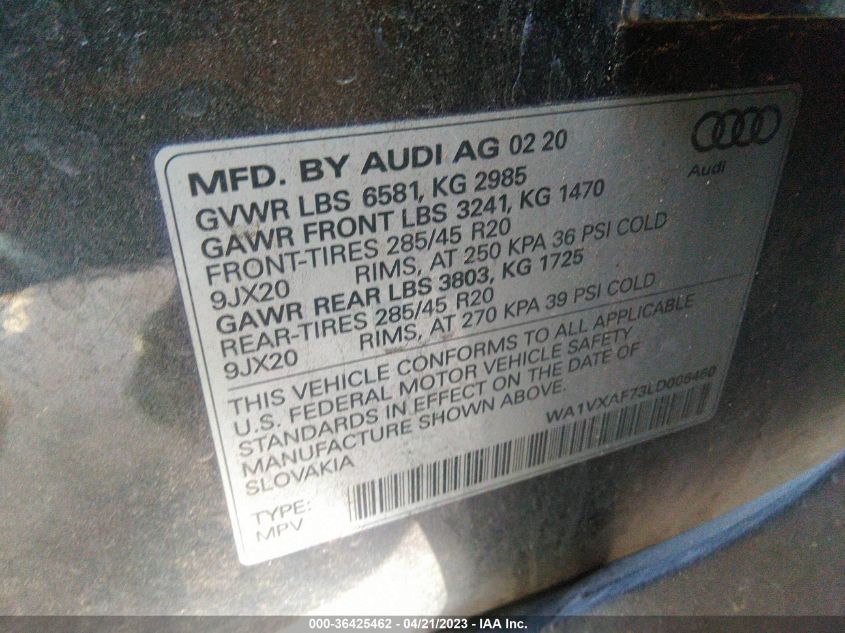 MFD. BY AUDI AG 02 20
Audi
GVWR LBS 6581, KG 2985
GAWR FRONT LBS 3241, KG 1470
FRONT-TIRES 285/45 R20
9JX20 RIMS, AT 250 KPA 36 PSI COLD
GAWR REAR LBS 3803, KG 1725
REAR-TIRES 285/45 R20
9JX20 RIMS, AT 270 KPA 39 PSI COLD
THIS VEHICLE CONFORMS TO ALL APPLICABLE
U.S. FEDERAL MOTOR VEHICLE SAFETY
STANDARDS IN EFFECT ON THE DATE OF
MANUFACTURE SHOWN ABOVE.
SLOVAKIA
TYPE:
MPV
000-36425462 - 04/21/2023 - IAA Inc.